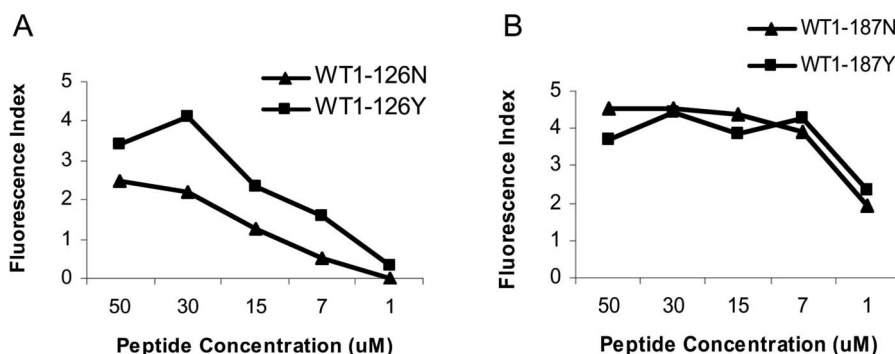 A
WT1-126N
WT1-126Y
Fluorescence Index
5
4
3
2
1
0
50 30 15 7 1
Peptide Concentration (uM)
B
WT1-187N
WT1-187Y
Fluorescence Index
5
4
3
2
1
0
50 30 15 7 1
Peptide Concentration (uM)